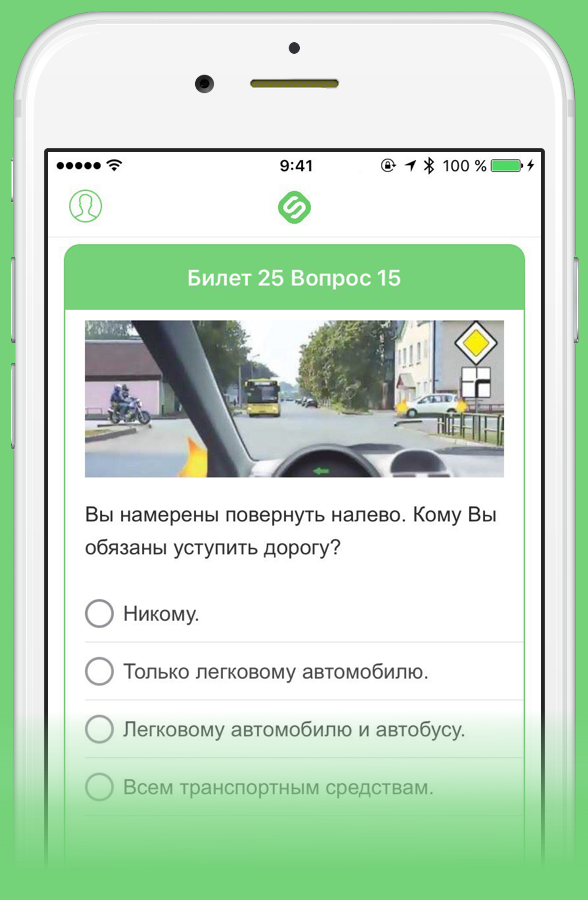 9:41
100 %
Билет 25 Вопрос 15
Вы намерены повернуть налево. Кому Вы
обязаны уступить дорогу?
Никому.
Только легковому автомобилю.
Легковому автомобилю и автобусу.
Всем транспортным средствам.